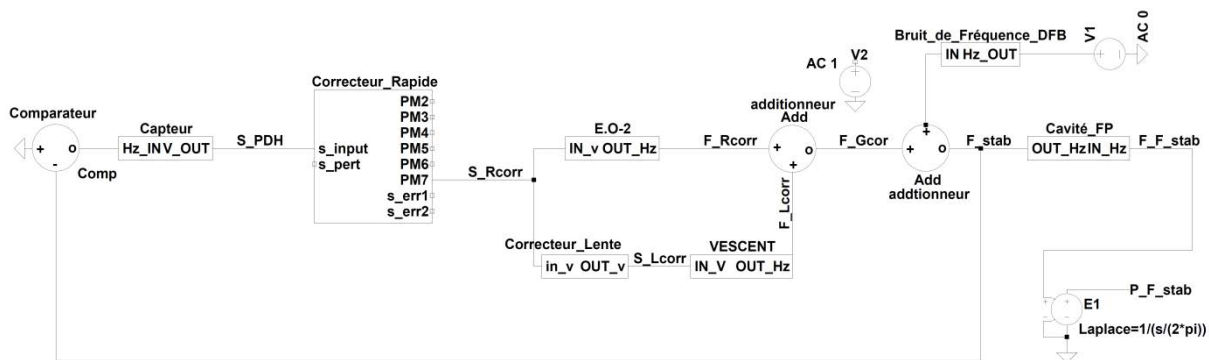 Bruit_de_Fréquence_DFB
V1
AC 0
IN Hz_OUT
AC 1
V2
Correcteur_Rapide
PM2
PM3
PM4
PM5
PM6
PM7
s_input
s_pert
s_err1
s_err2
Comparateur
Comp
Capteur
Hz_IN V_OUT
S_PDH
S_Rcorr
E.O-2
IN_v OUT_Hz
F_Rcorr
additionneur
Add
F_Gcor
F_Lcorr
Add
addtionneur
F_stab
Cavité_FP
OUT_Hz IN_Hz
F_F_stab
Correcteur_Lente
in_v OUT_v
S_Lcorr
VESCENT
IN_V OUT_Hz
P_F_stab
E1
Laplace=1/(s/(2*pi))